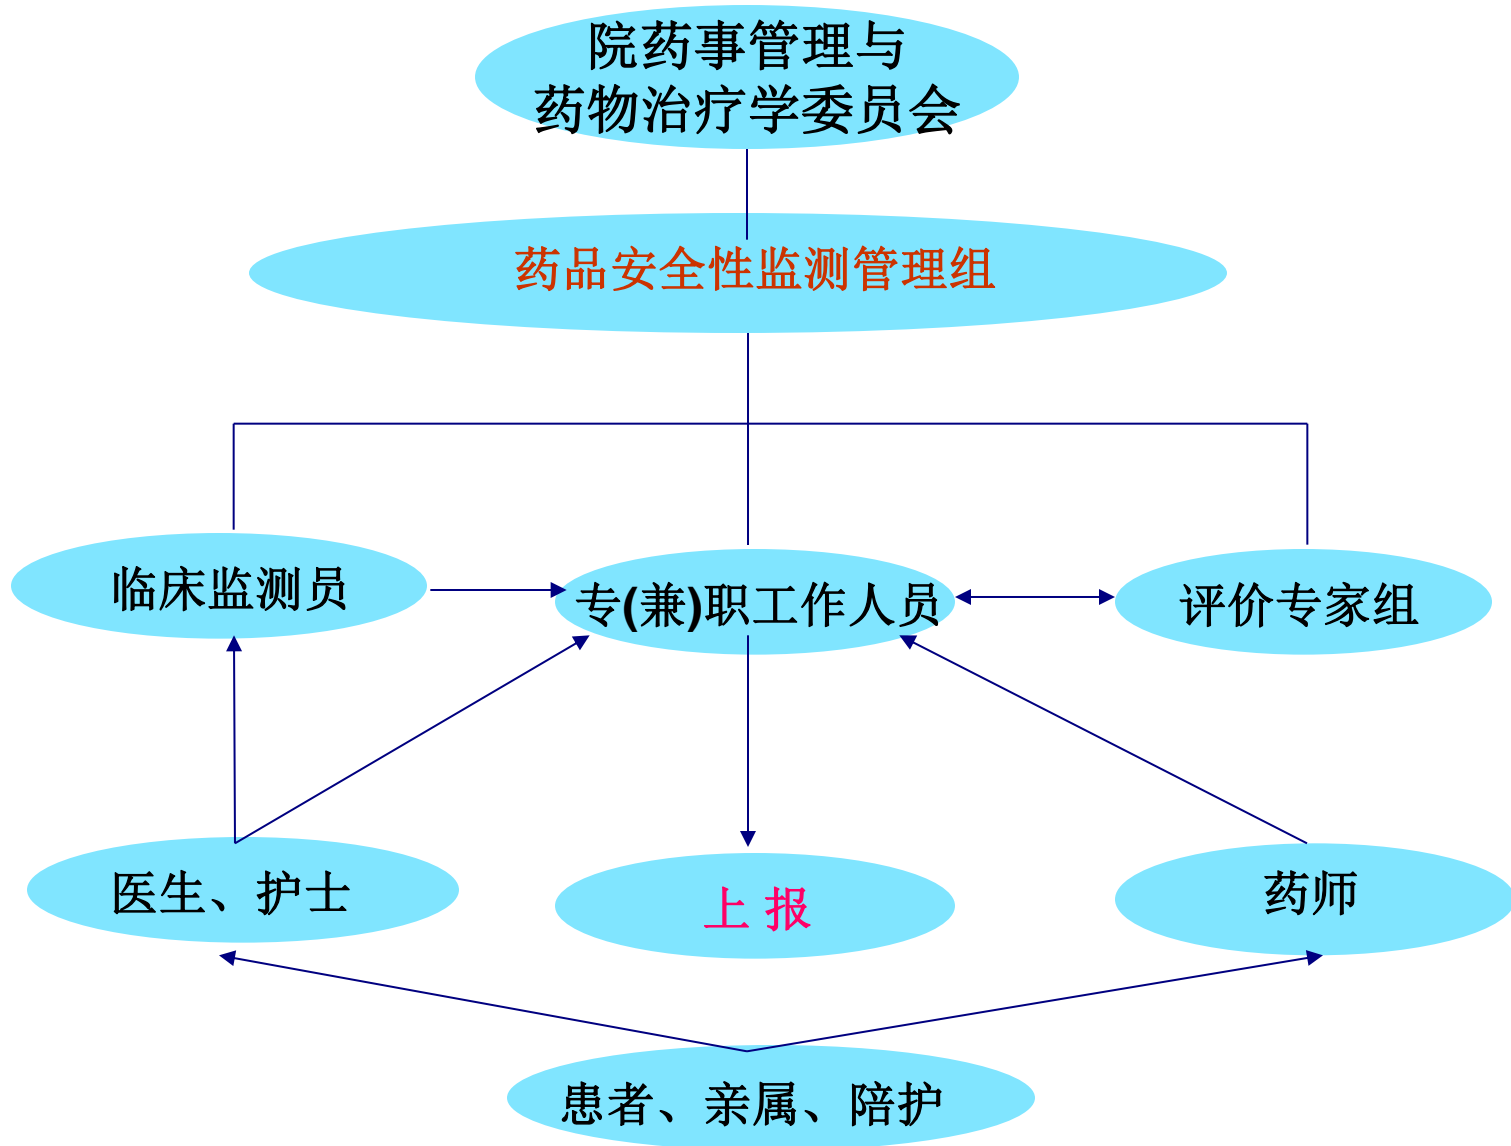 院药事管理与
药物治疗学委员会
药品安全性监测管理组
临床监测员
专(兼)职工作人员
评价专家组
医生、护士
上 报
药师
患者、亲属、陪护